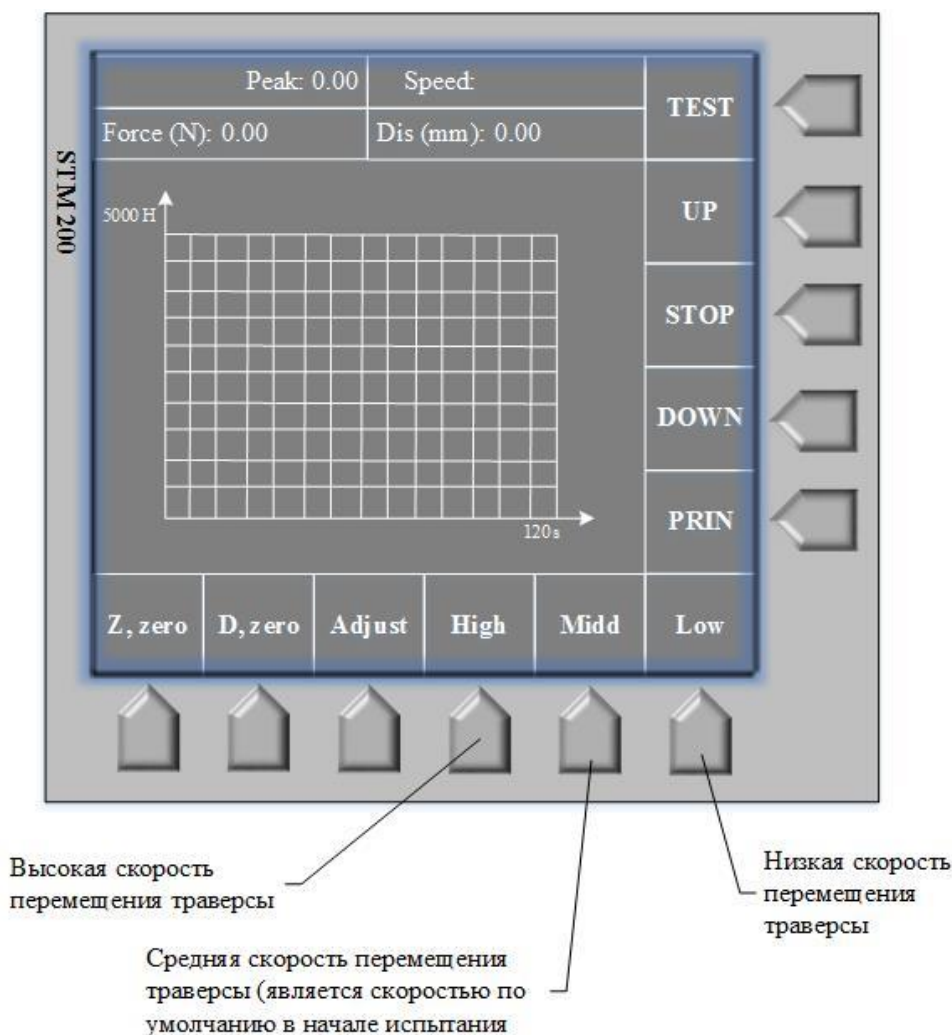 Peak: 0.00
Speed:
TEST
Force (N): 0.00
Dis (mm): 0.00
STM 200
5000 H
UP
STOP
DOWN
PRIN
120 s
Z, zero
D, zero
Adjust
High
Midd
Low
Высокая скорость
перемещения траверсы
Низкая скорость
перемещения
траверсы
Средняя скорость перемещения
траверсы (является скоростью по
умолчанию в начале испытания